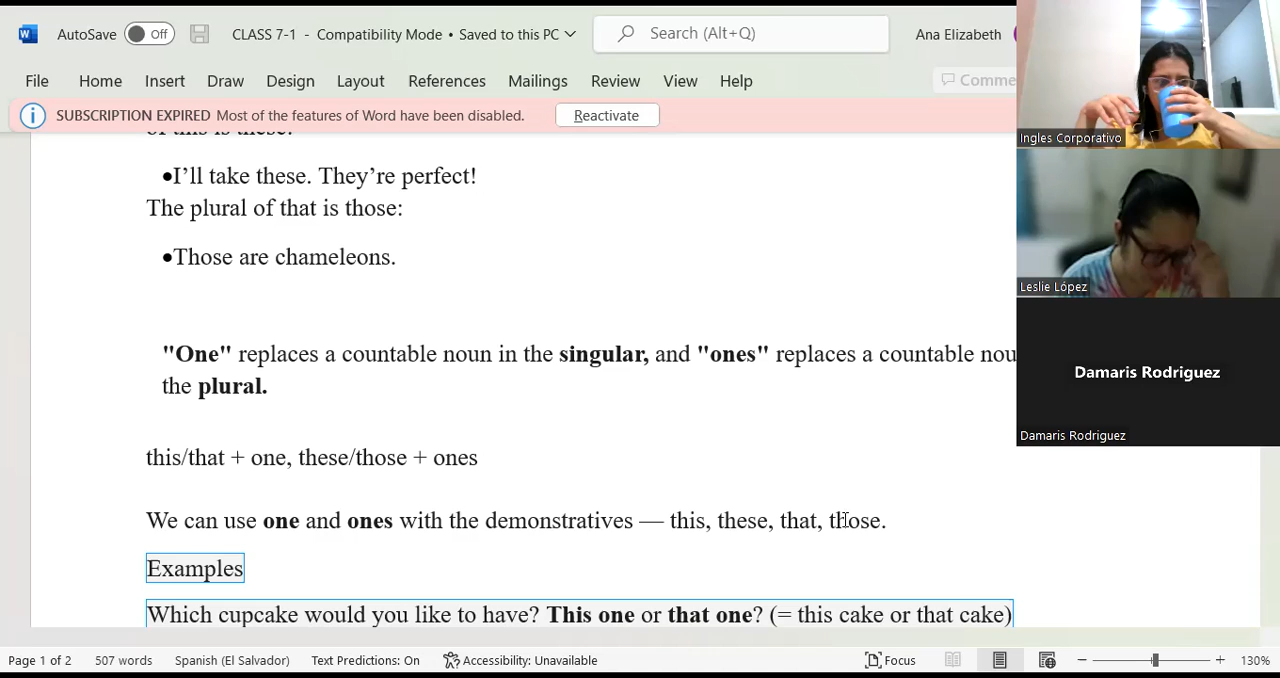 AutoSave Off CLASS 7-1 - Compatibility Mode • Saved to this PC Search (Alt+Q) Ana Elizabeth
File Home Insert Draw Design Layout References Mailings Review View Help
SUBSCRIPTION EXPIRED Most of the features of Word have been disabled. Reactivate
of this is these:
•I’ll take these. They’re perfect!
The plural of that is those:
•Those are chameleons.
"One" replaces a countable noun in the singular, and "ones" replaces a countable
the plural.
this/that + one, these/those + ones
We can use one and ones with the demonstratives — this, these, that, those.
Examples
Which cupcake would you like to have? This one or that one? (= this cake or that cake)
Page 1 of 2 507 words Spanish (El Salvador) Text Predictions: On Accessibility: Unavailable Focus 130%
Ingles Corporativo
Leslie López
Damaris Rodriguez
Damaris Rodriguez